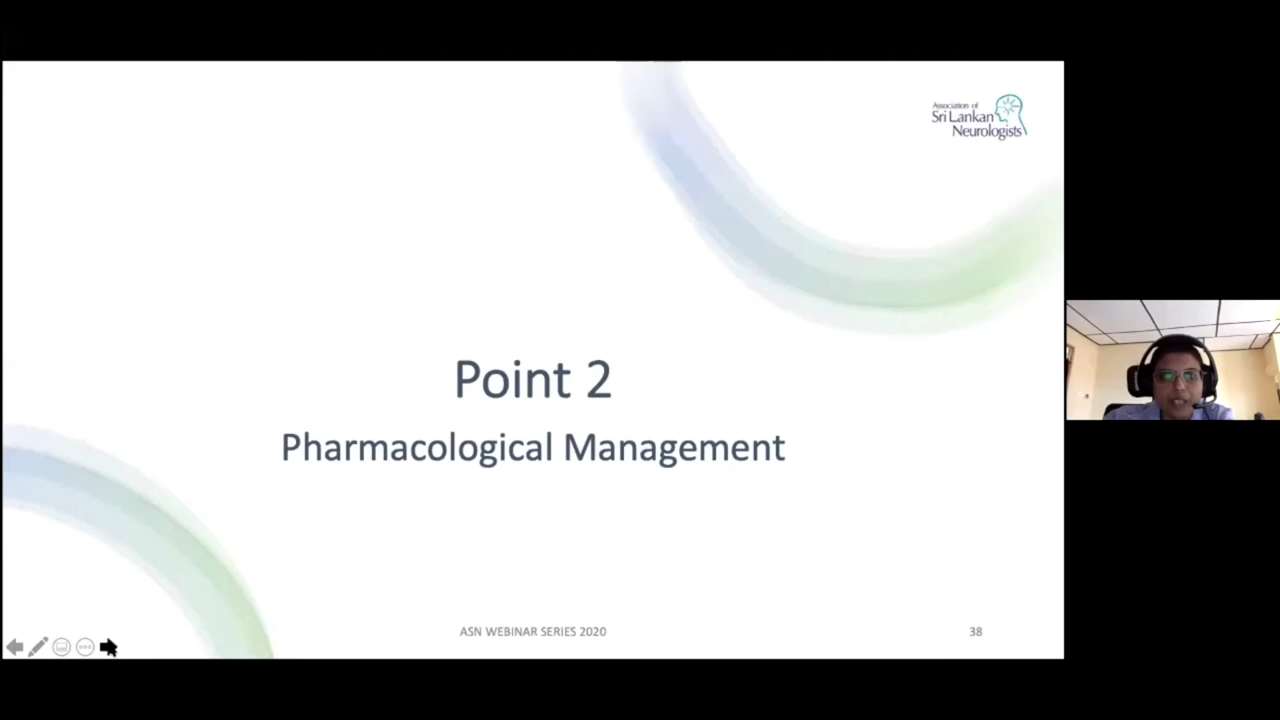 Association of
Sri Lankan
Neurologists
Point 2
Pharmacological Management
ASN WEBINAR SERIES 2020
38